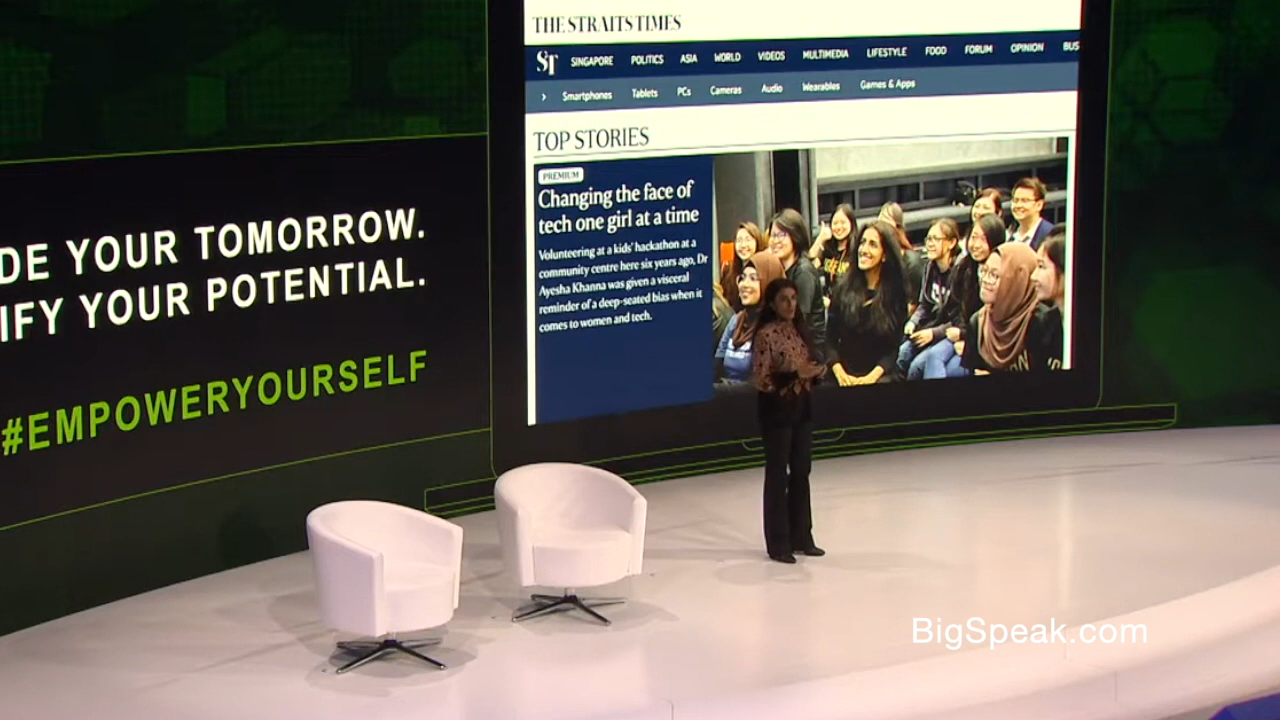 THE STRAITS TIMES
ST SINGAPORE POLITICS ASIA WORLD VIDEOS MULTIMEDIA LIFESTYLE FOOD FORUM OPINION BUS
› Smartphones Tablets PCs Cameras Audio Wearables Games & Apps
TOP STORIES
PREMIUM
Changing the face of
tech one girl at a time
Volunteering at a kids' hackathon at a
community centre here six years ago, Dr
Ayesha Khanna was given a visceral
reminder of a deep-seated bias when it
comes to women and tech.
DE YOUR TOMORROW.
IFY YOUR POTENTIAL.
#EMPOWERYOURSELF
BigSpeak.com